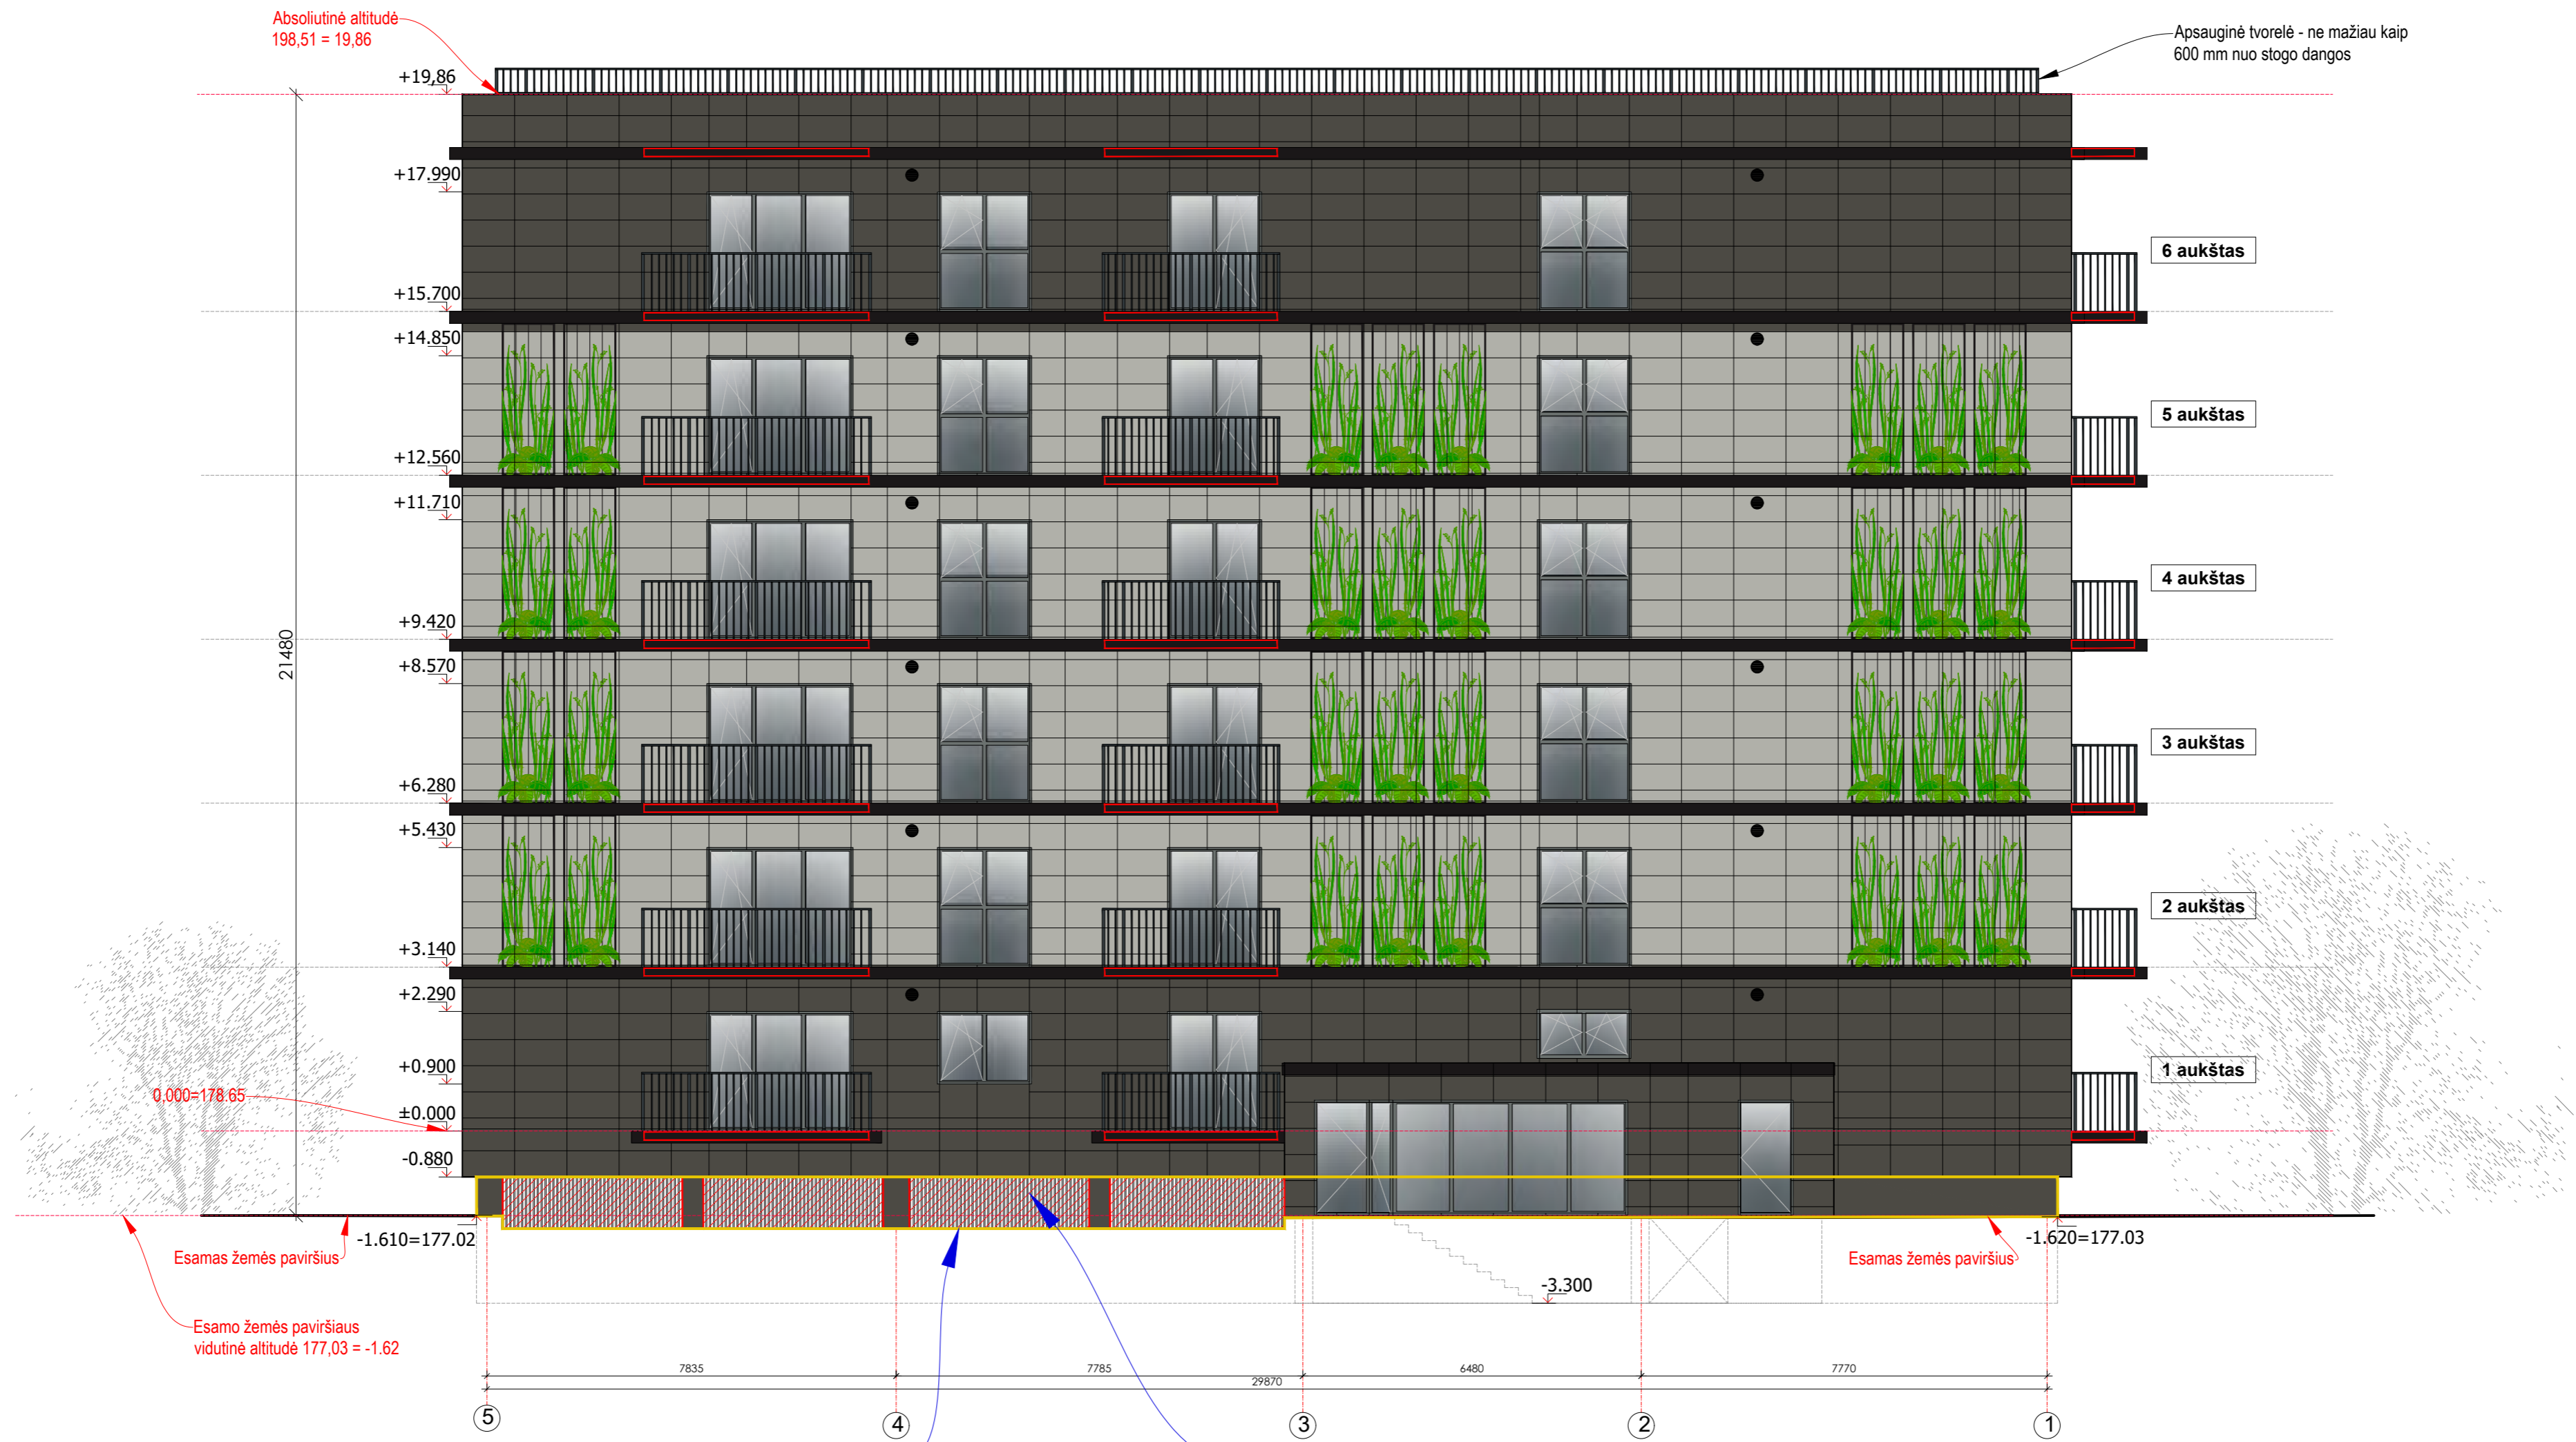 Absoliutinė altitudė
198,51 = 19,86
Apsauginė tvorelė - ne mažiau kaip
600 mm nuo stogo dangos
+19,86
+17.990
6 aukštas
+15.700
+14.850
5 aukštas
+12.560
+11.710
4 aukštas
+9.420
21480
+8.570
3 aukštas
+6.280
+5.430
2 aukštas
+3.140
+2.290
+0.900
1 aukštas
0.000=178.65
±0.000
-0.880
-1.610=177.02
-1.620=177.03
Esamas žemės paviršius
Esamas žemės paviršius
-3.300
Esamo žemės paviršiaus
vidutinė altitudė 177,03 = -1.62
7835
7785
6480
7770
29870
5
4
3
2
1